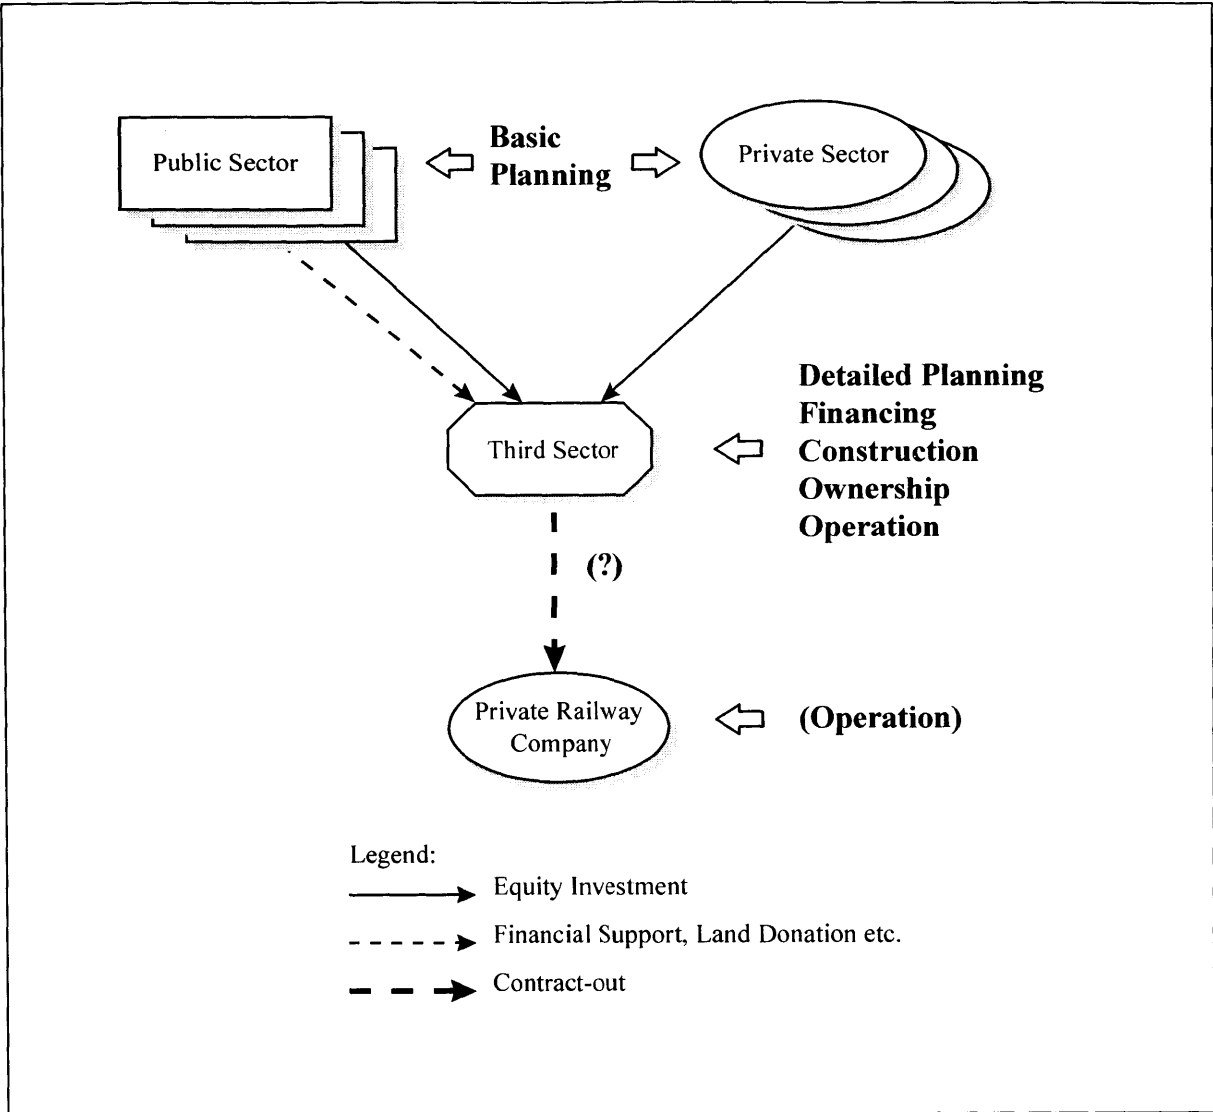 Public Sector
Basic
Planning
Private Sector
Detailed Planning
Financing
Construction
Ownership
Operation
Third Sector
(?)
Private Railway
Company
(Operation)
Legend:
Equity Investment
Financial Support, Land Donation etc.
Contract-out